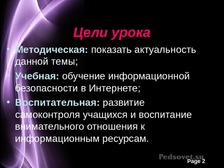 Цели урока
• Методическая: показать актуальность
данной темы;
Учебная: обучение информационной
безопасности в Интернете;
• Воспитательная: развитие
самоконтроля учащихся и воспитание
внимательного отношения к
информационным ресурсам.
Pedsovet.su
Page 2